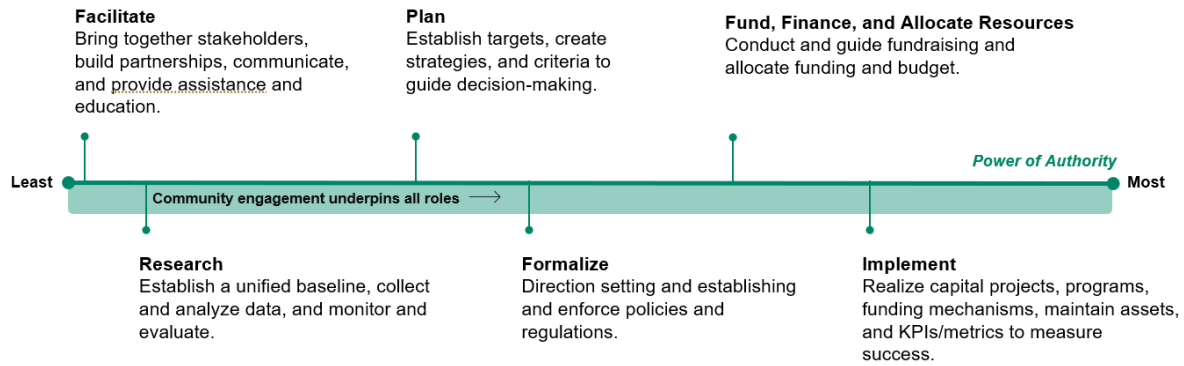 Facilitate
Bring together stakeholders,
build partnerships, communicate,
and provide assistance and
education.
Plan
Establish targets, create
strategies, and criteria to
guide decision-making.
Fund, Finance, and Allocate Resources
Conduct and guide fundraising and
allocate funding and budget.
Power of Authority
Least
Most
Community engagement underpins all roles
Research
Establish a unified baseline, collect
and analyze data, and monitor and
evaluate.
Formalize
Direction setting and establishing
and enforce policies and
regulations.
Implement
Realize capital projects, programs,
funding mechanisms, maintain assets,
and KPIs/metrics to measure
success.